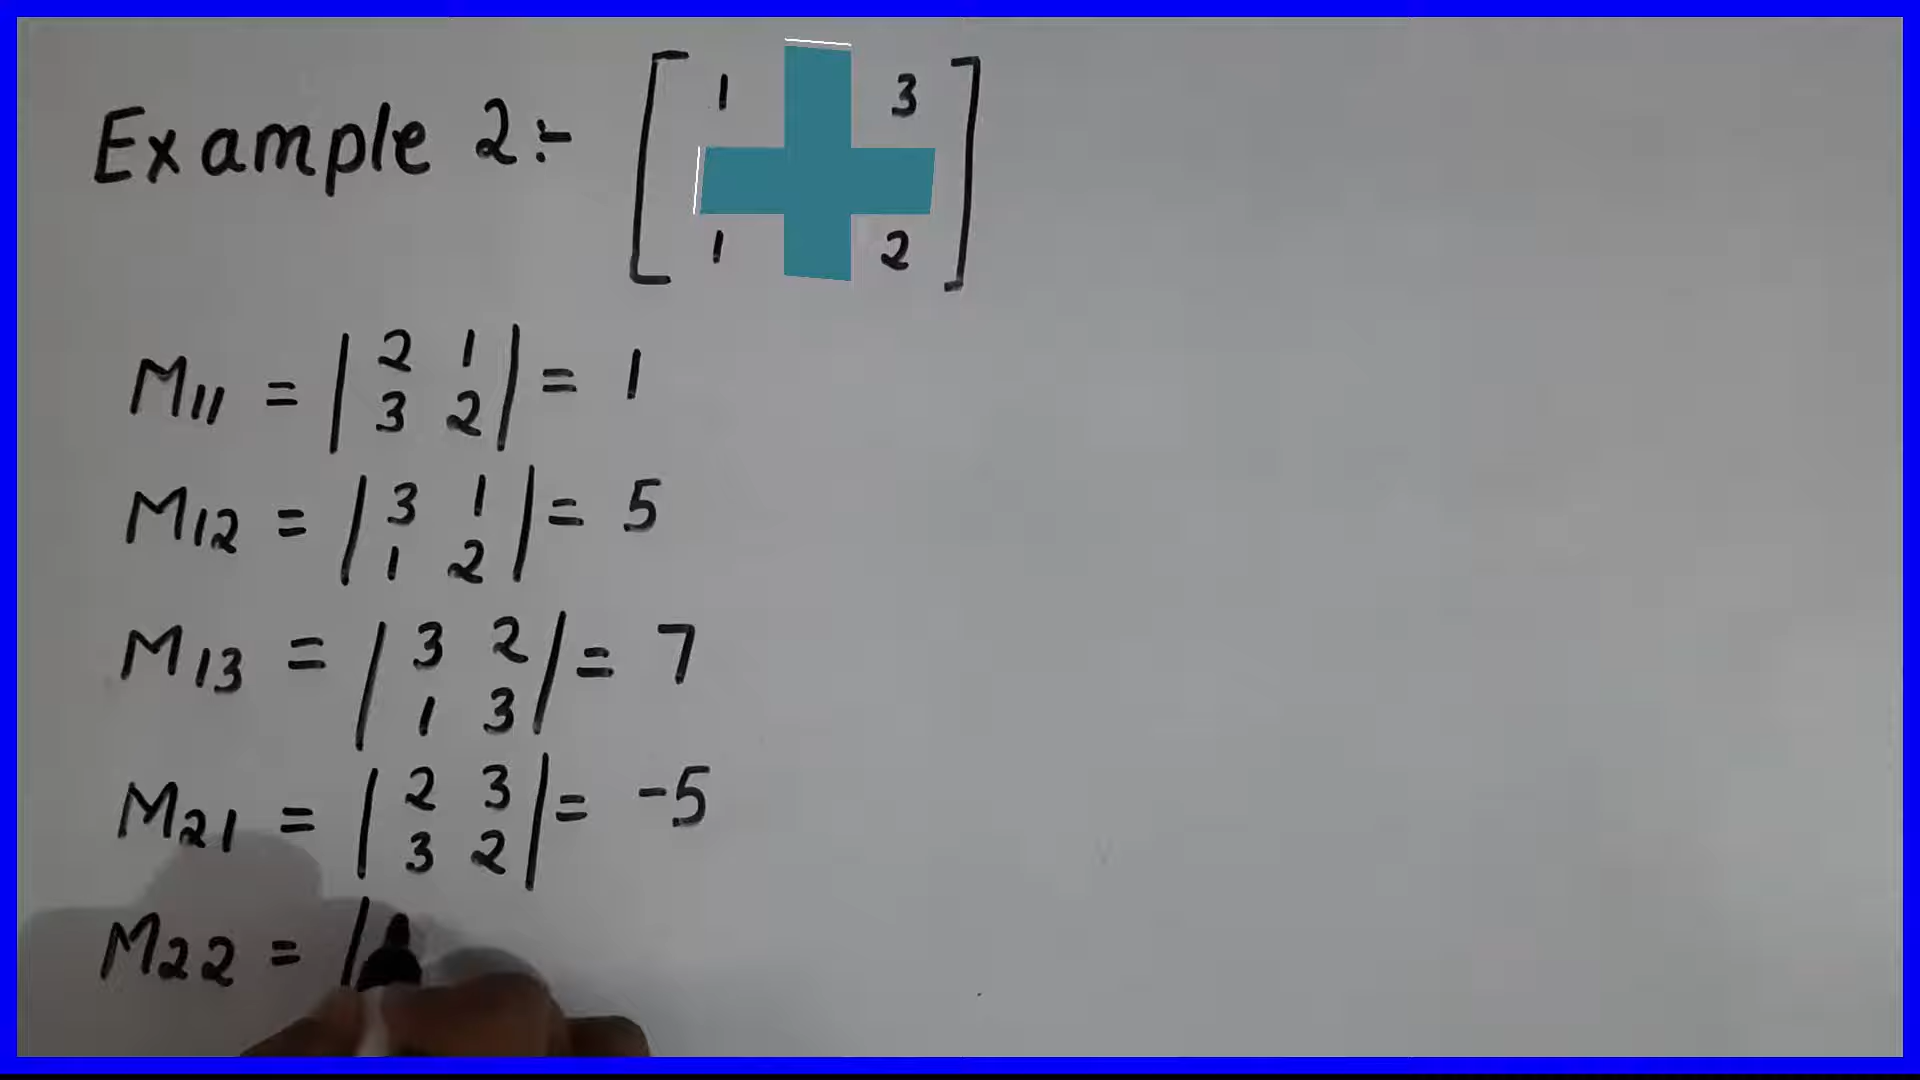 Example 2:- [ 1 3
1 2 ]
M11 = | 2 1
3 2 | = 1
M12 = | 3 1
1 2 | = 5
M13 = | 3 2
1 3 | = 7
M21 = | 2 3
3 2 | = -5
M22 = |